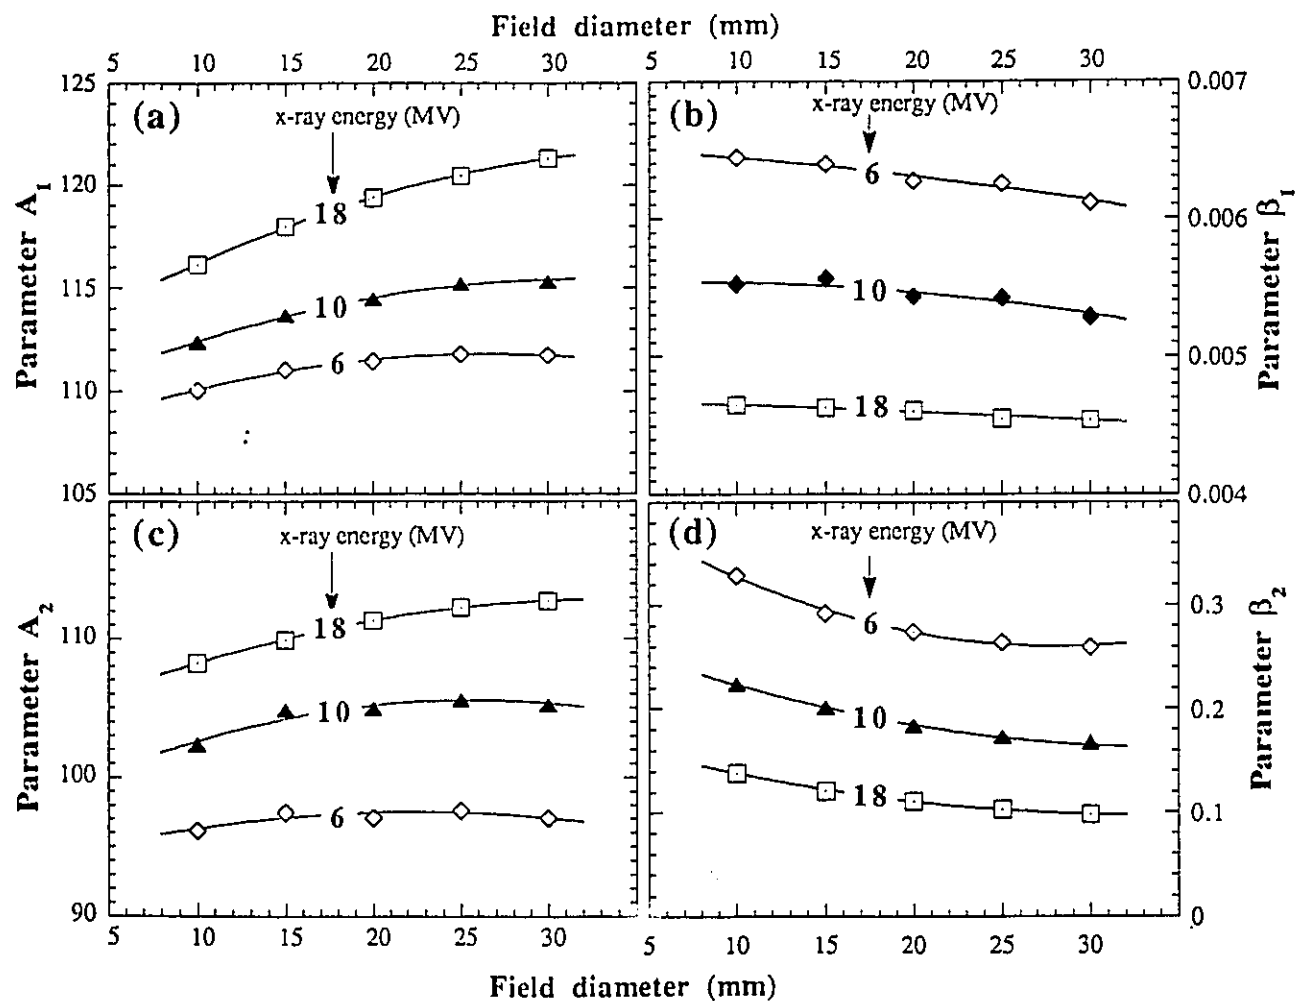 Field diameter (mm)
5 10 15 20 25 30 5 10 15 20 25 30
125
120
115
110
105
Parameter A1
(a)
x-ray energy (MV)
18
10
6
(b)
x-ray energy (MV)
6
10
18
0.007
0.006
0.005
0.004
Parameter β1
110
100
90
Parameter A2
(c)
x-ray energy (MV)
18
10
6
(d)
x-ray energy (MV)
6
10
18
0.3
0.2
0.1
0
Parameter β2
5 10 15 20 25 30 5 10 15 20 25 30
Field diameter (mm)